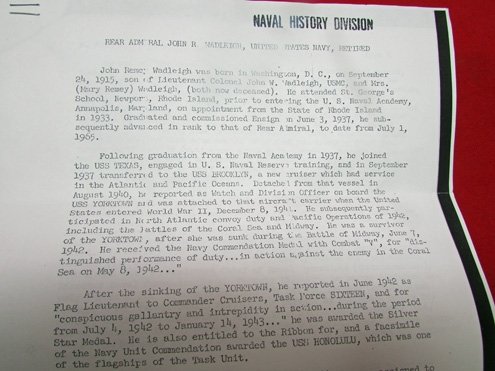 NAVAL HISTORY DIVISION
REAR ADMIRAL JOHN R. WADLEIGH, UNITED STATES NAVY, RETIRED
John Remey Wadleigh was born in Washington, D. C., on September
24, 1915, son of Lieutenant Colonel John W. Wadleigh, USMC, and Mrs.
(Mary Remey) Wadleigh, (both now deceased). He attended St. George's
School, Newport, Rhode Island, prior to entering the U. S. Naval Academy,
Annapolis, Maryland, on appointment from the State of Rhode Island
in 1933. Graduated and commissioned Ensign on June 3, 1937, he sub-
sequently advanced in rank to that of Rear Admiral, to date from July 1,
1965.
Following graduation from the Naval Academy in 1937, he joined
the USS TEXAS, engaged in U. S. Naval Reserve training, and in September
1937 transferred to the USS BROOKLYN, a new cruiser which had service
in the Atlantic and Pacific Oceans. Detached from that vessel in
August 1940, he reported as Watch and Division Officer on board the
USS YORKTOWN and was attached to that aircraft carrier when the United
States entered World War II, December 8, 1941. He subsequently par-
ticipated in North Atlantic convoy duty and Pacific Operations of 1942,
including the Battles of the Coral Sea and Midway. He was a survivor
of the YORKTOWN, after she was sunk during the Battle of Midway, June 7,
1942. He received the Navy Commendation Medal with Combat "V", for "dis-
tinguished performance of duty...in action against the enemy in the Coral
Sea on May 8, 1942..."
After the sinking of the YORKTOWN, he reported in June 1942 as
Flag Lieutenant to Commander Cruisers, Task Force SIXTEEN, and for
"conspicuous gallantry and intrepidity in action...during the period
from July 4, 1942 to January 14, 1943..." he was awarded the Silver
Star Medal. He is also entitled to the Ribbon for, and a facsimile
of the Navy Unit Commendation awarded the USS HONOLULU, which was one
of the flagships of the Task Unit.
assigned to